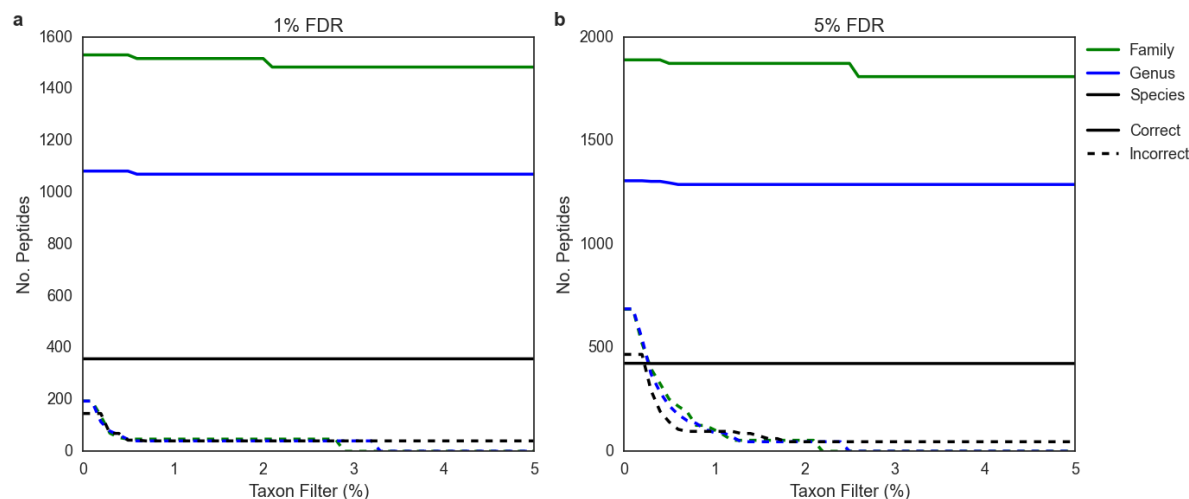 a
1% FDR
No. Peptides
1600
1400
1200
1000
800
600
400
200
0
0 1 2 3 4 5
Taxon Filter (%)
b
5% FDR
No. Peptides
2000
1500
1000
500
0
0 1 2 3 4 5
Taxon Filter (%)
Family
Genus
Species
Correct
Incorrect